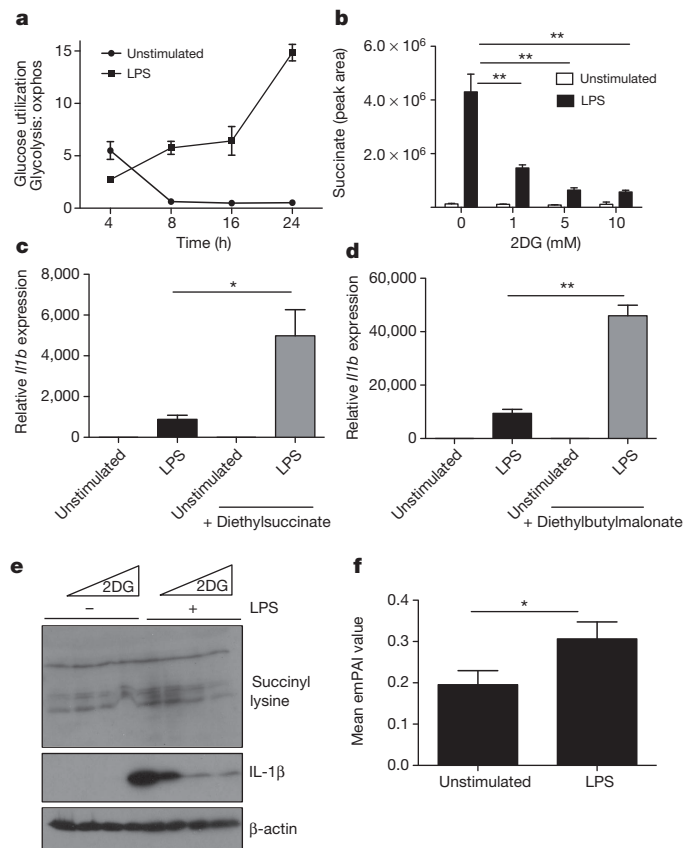 a
Glucose utilization
Glycolysis: oxphos
15
10
5
0
4 8 16 24
Time (h)
Unstimulated
LPS
b
Succinate (peak area)
6.0 × 10⁶
4.0 × 10⁶
2.0 × 10⁶
**
**
**
Unstimulated
LPS
0 1 5 10
2DG (mM)
c
Relative Il1b expression
8,000
6,000
4,000
2,000
0
*
Unstimulated
LPS
Unstimulated
LPS
+ Diethylsuccinate
d
Relative Il1b expression
60,000
40,000
20,000
0
**
Unstimulated
LPS
Unstimulated
LPS
+ Diethylbutylmalonate
e
2DG 2DG
– + LPS
Succinyl
lysine
IL-1β
β-actin
f
Mean emPAI value
0.4
0.3
0.2
0.1
0.0
*
Unstimulated LPS